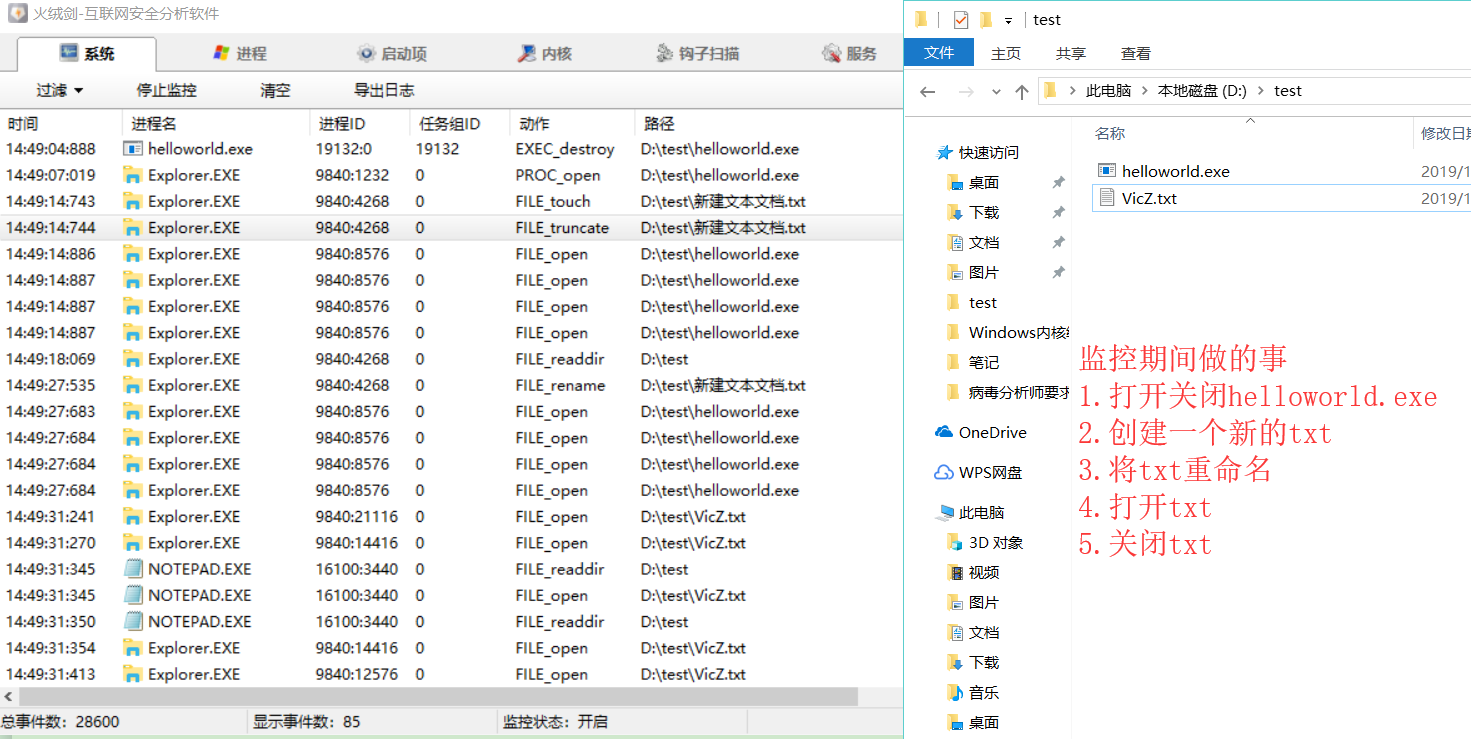 火绒剑-互联网安全分析软件
系统 进程 启动项 内核 钩子扫描 服务
过滤 停止监控 清空 导出日志
时间 进程名 进程ID 任务组ID 动作 路径
14:49:04:888 helloworld.exe 19132:0 19132 EXEC_destroy D:\test\helloworld.exe
14:49:07:019 Explorer.EXE 9840:1232 0 PROC_open D:\test\helloworld.exe
14:49:14:743 Explorer.EXE 9840:4268 0 FILE_touch D:\test\新建文本文档.txt
14:49:14:744 Explorer.EXE 9840:4268 0 FILE_truncate D:\test\新建文本文档.txt
14:49:14:886 Explorer.EXE 9840:8576 0 FILE_open D:\test\helloworld.exe
14:49:14:887 Explorer.EXE 9840:8576 0 FILE_open D:\test\helloworld.exe
14:49:14:887 Explorer.EXE 9840:8576 0 FILE_open D:\test\helloworld.exe
14:49:14:887 Explorer.EXE 9840:8576 0 FILE_open D:\test\helloworld.exe
14:49:18:069 Explorer.EXE 9840:4268 0 FILE_readdir D:\test
14:49:27:535 Explorer.EXE 9840:4268 0 FILE_rename D:\test\新建文本文档.txt
14:49:27:683 Explorer.EXE 9840:8576 0 FILE_open D:\test\helloworld.exe
14:49:27:684 Explorer.EXE 9840:8576 0 FILE_open D:\test\helloworld.exe
14:49:27:684 Explorer.EXE 9840:8576 0 FILE_open D:\test\helloworld.exe
14:49:27:684 Explorer.EXE 9840:8576 0 FILE_open D:\test\helloworld.exe
14:49:31:241 Explorer.EXE 9840:21116 0 FILE_open D:\test\VicZ.txt
14:49:31:270 Explorer.EXE 9840:14416 0 FILE_open D:\test\VicZ.txt
14:49:31:345 NOTEPAD.EXE 16100:3440 0 FILE_readdir D:\test
14:49:31:345 NOTEPAD.EXE 16100:3440 0 FILE_open D:\test\VicZ.txt
14:49:31:350 NOTEPAD.EXE 16100:3440 0 FILE_readdir D:\test
14:49:31:354 Explorer.EXE 9840:14416 0 FILE_open D:\test\VicZ.txt
14:49:31:413 Explorer.EXE 9840:12576 0 FILE_open D:\test\VicZ.txt
总事件数：28600 显示事件数：85 监控状态：开启
test
文件 主页 共享 查看
此电脑 本地磁盘 (D:) test
名称 修改日
helloworld.exe 2019/1
VicZ.txt 2019/1
快速访问
桌面
下载
文档
图片
test
Windows内核
笔记
病毒分析师要求
OneDrive
WPS网盘
此电脑
3D 对象
视频
图片
文档
下载
音乐
桌面
监控期间做的事
1.打开关闭helloworld.exe
2.创建一个新的txt
3.将txt重命名
4.打开txt
5.关闭txt